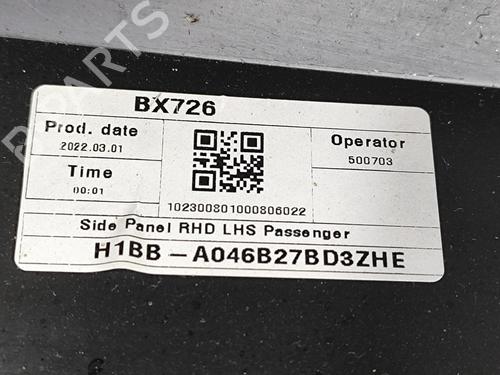 BX726
Prod. date
2022.03.01
Operator
500703
Time
00:01
102300801000806022
Side Panel RHD LHS Passenger
H1BB - A046B27BD3ZHE